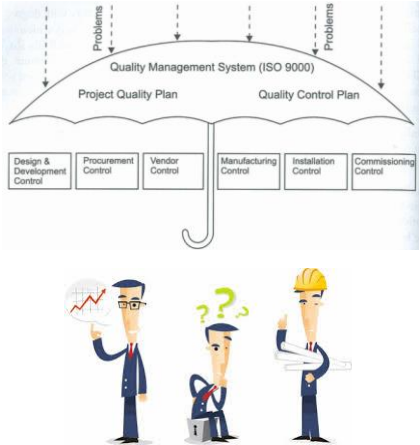 Problems
Problems
Quality Management System (ISO 9000)
Project Quality Plan
Quality Control Plan
Design &
Development
Control
Procurement
Control
Vendor
Control
Manufacturing
Control
Installation
Control
Commissioning
Control
? ? ?